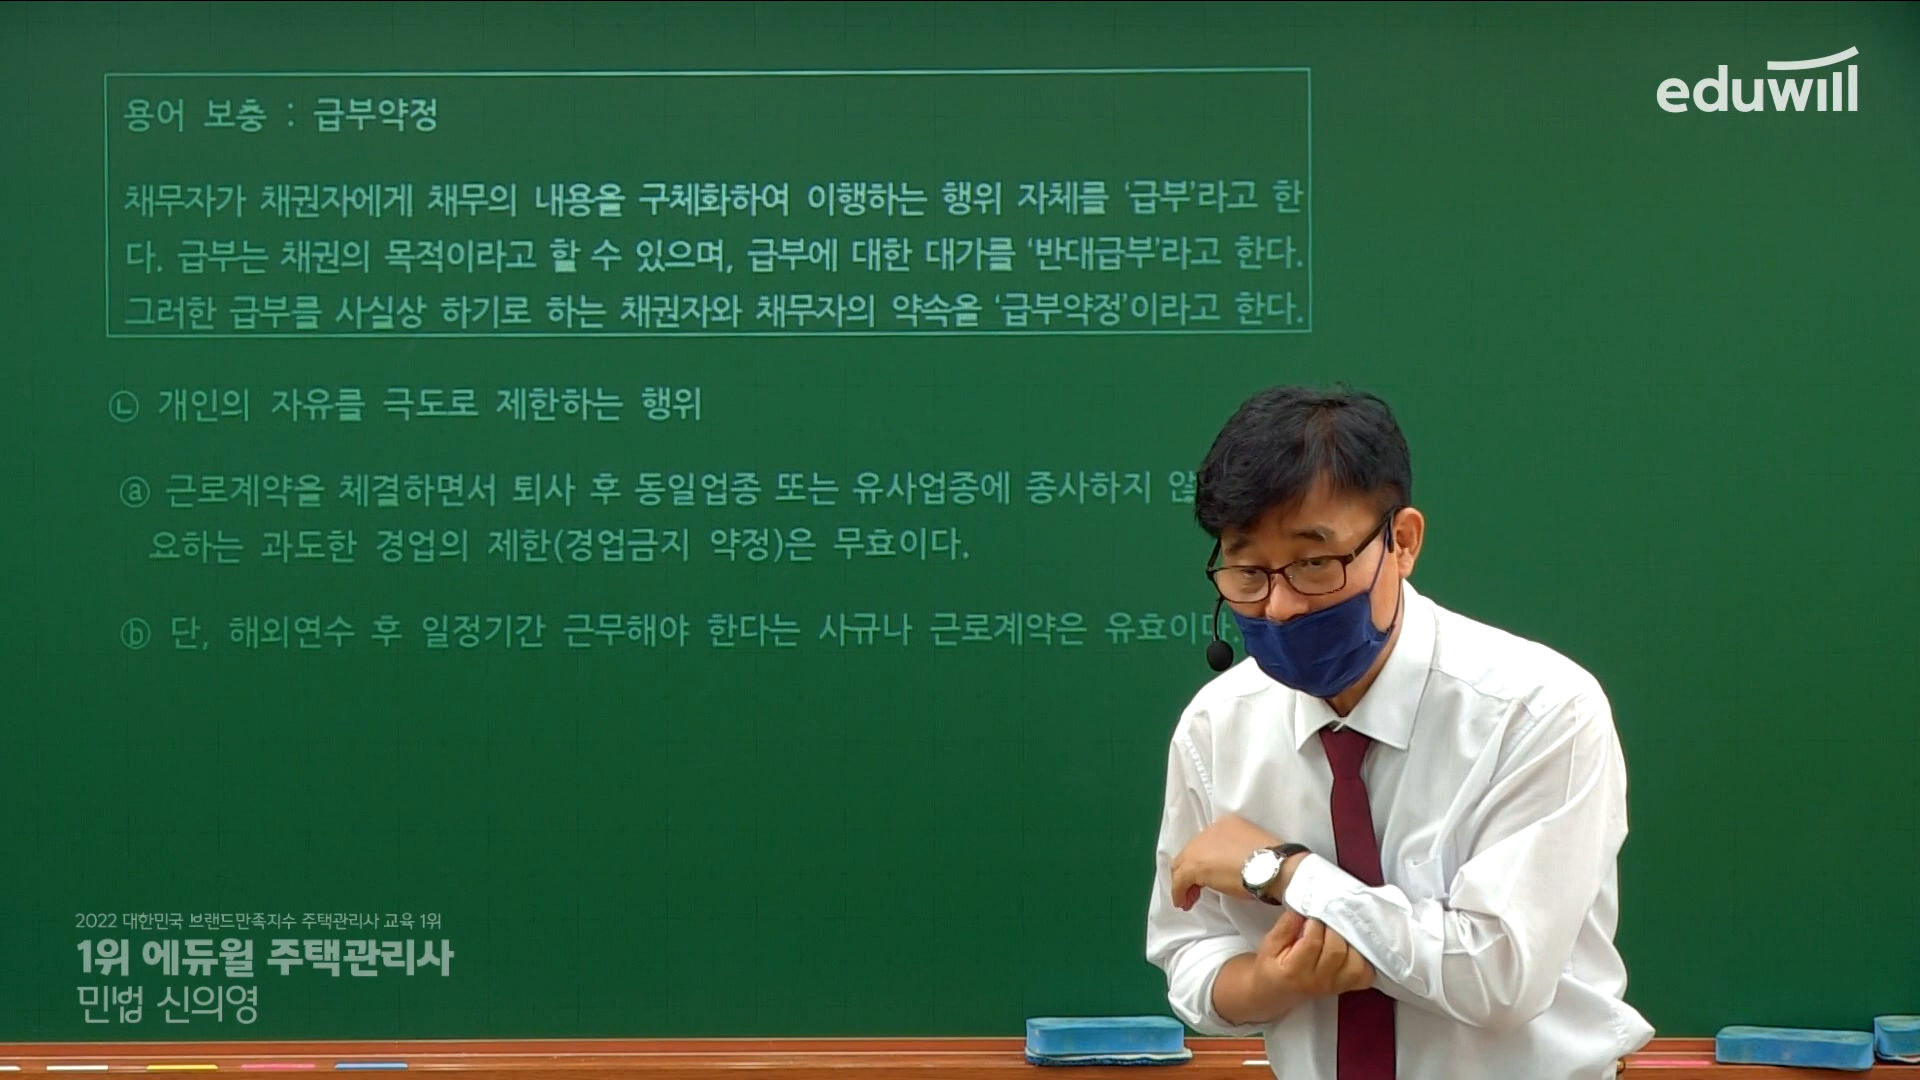 eduwill
용어 보충 : 급부약정
채무자가 채권자에게 채무의 내용을 구체화하여 이행하는 행위 자체를 ‘급부’라고 한
다. 급부는 채권의 목적이라고 할 수 있으며, 급부에 대한 대가를 ‘반대급부’라고 한다.
그러한 급부를 사실상 하기로 하는 채권자와 채무자의 약속을 ‘급부약정’이라고 한다.
㉡ 개인의 자유를 극도로 제한하는 행위
ⓐ 근로계약을 체결하면서 퇴사 후 동일업종 또는 유사업종에 종사하지 않
요하는 과도한 경업의 제한(경업금지 약정)은 무효이다.
ⓑ 단, 해외연수 후 일정기간 근무해야 한다는 사규나 근로계약은 유효이다.
2022 대한민국 브랜드만족지수 주택관리사 교육 1위
1위 에듀윌 주택관리사
민법 신의영